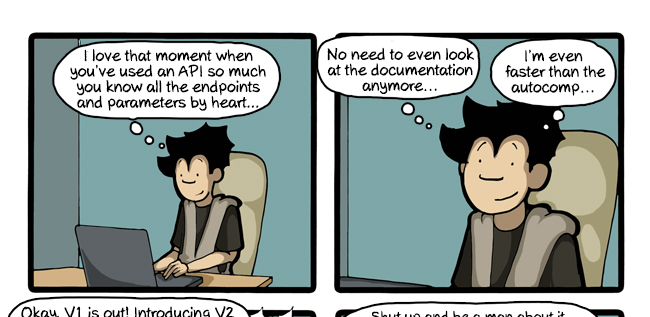 I love that moment when
you've used an API so much
you know all the endpoints
and parameters by heart...
No need to even look
at the documentation
anymore...
I'm even
faster than the
autocomp...
Okay, V1 is out! Introducing V2
Shut up and be a man about it